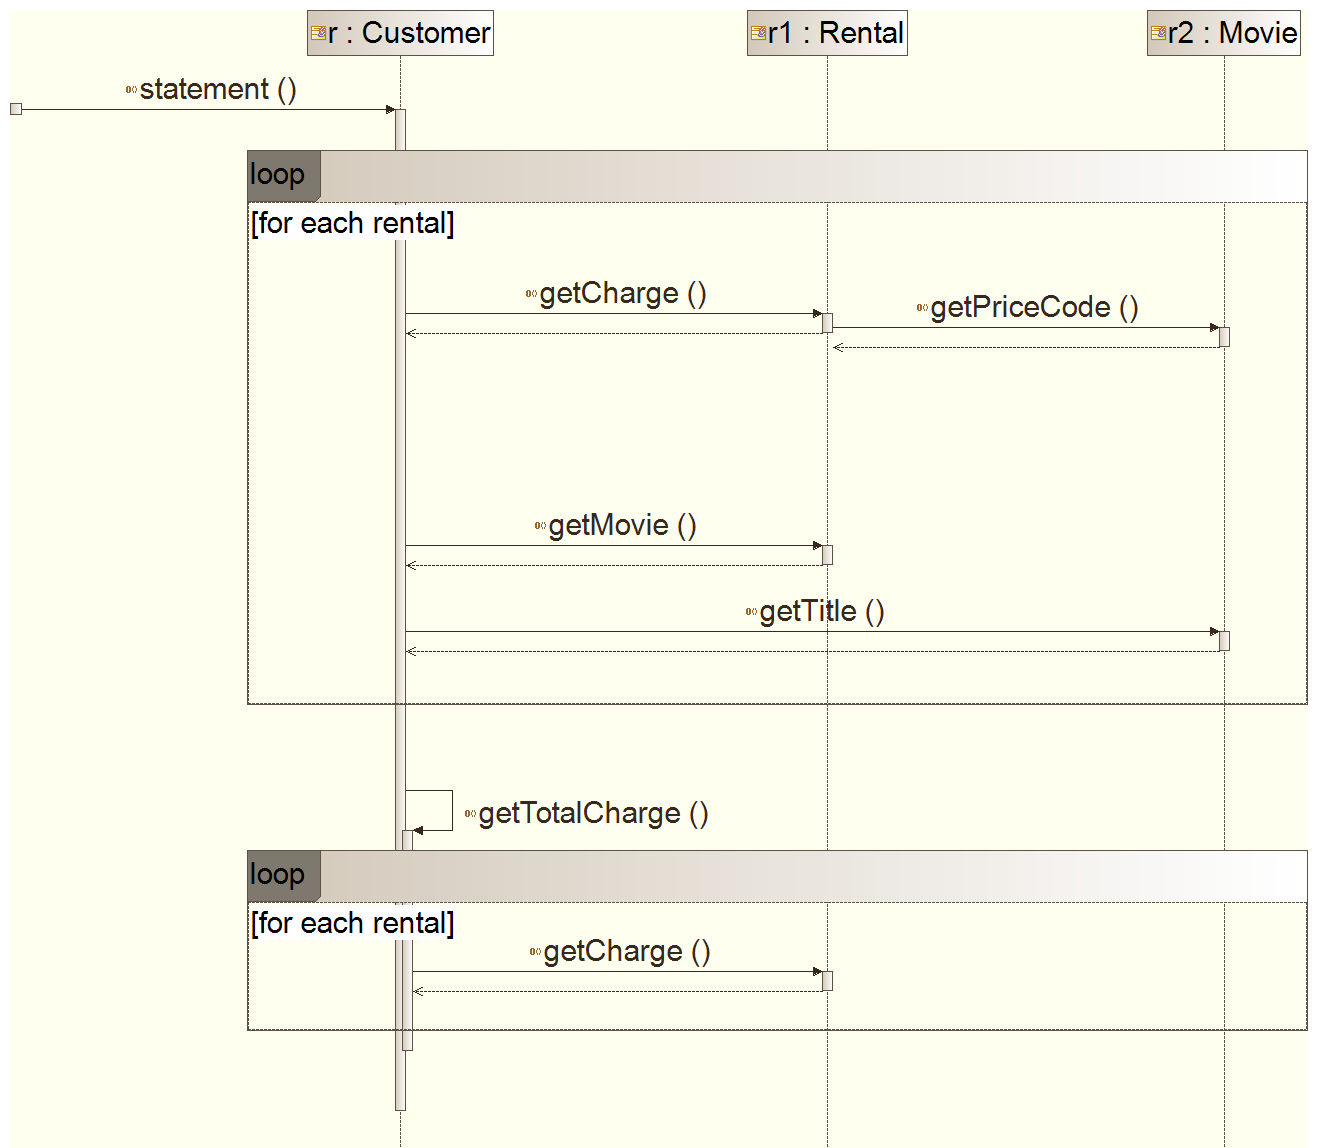 r : Customer
r1 : Rental
r2 : Movie
statement ()
loop
[for each rental]
getCharge ()
getPriceCode ()
getMovie ()
getTitle ()
getTotalCharge ()
loop
[for each rental]
getCharge ()